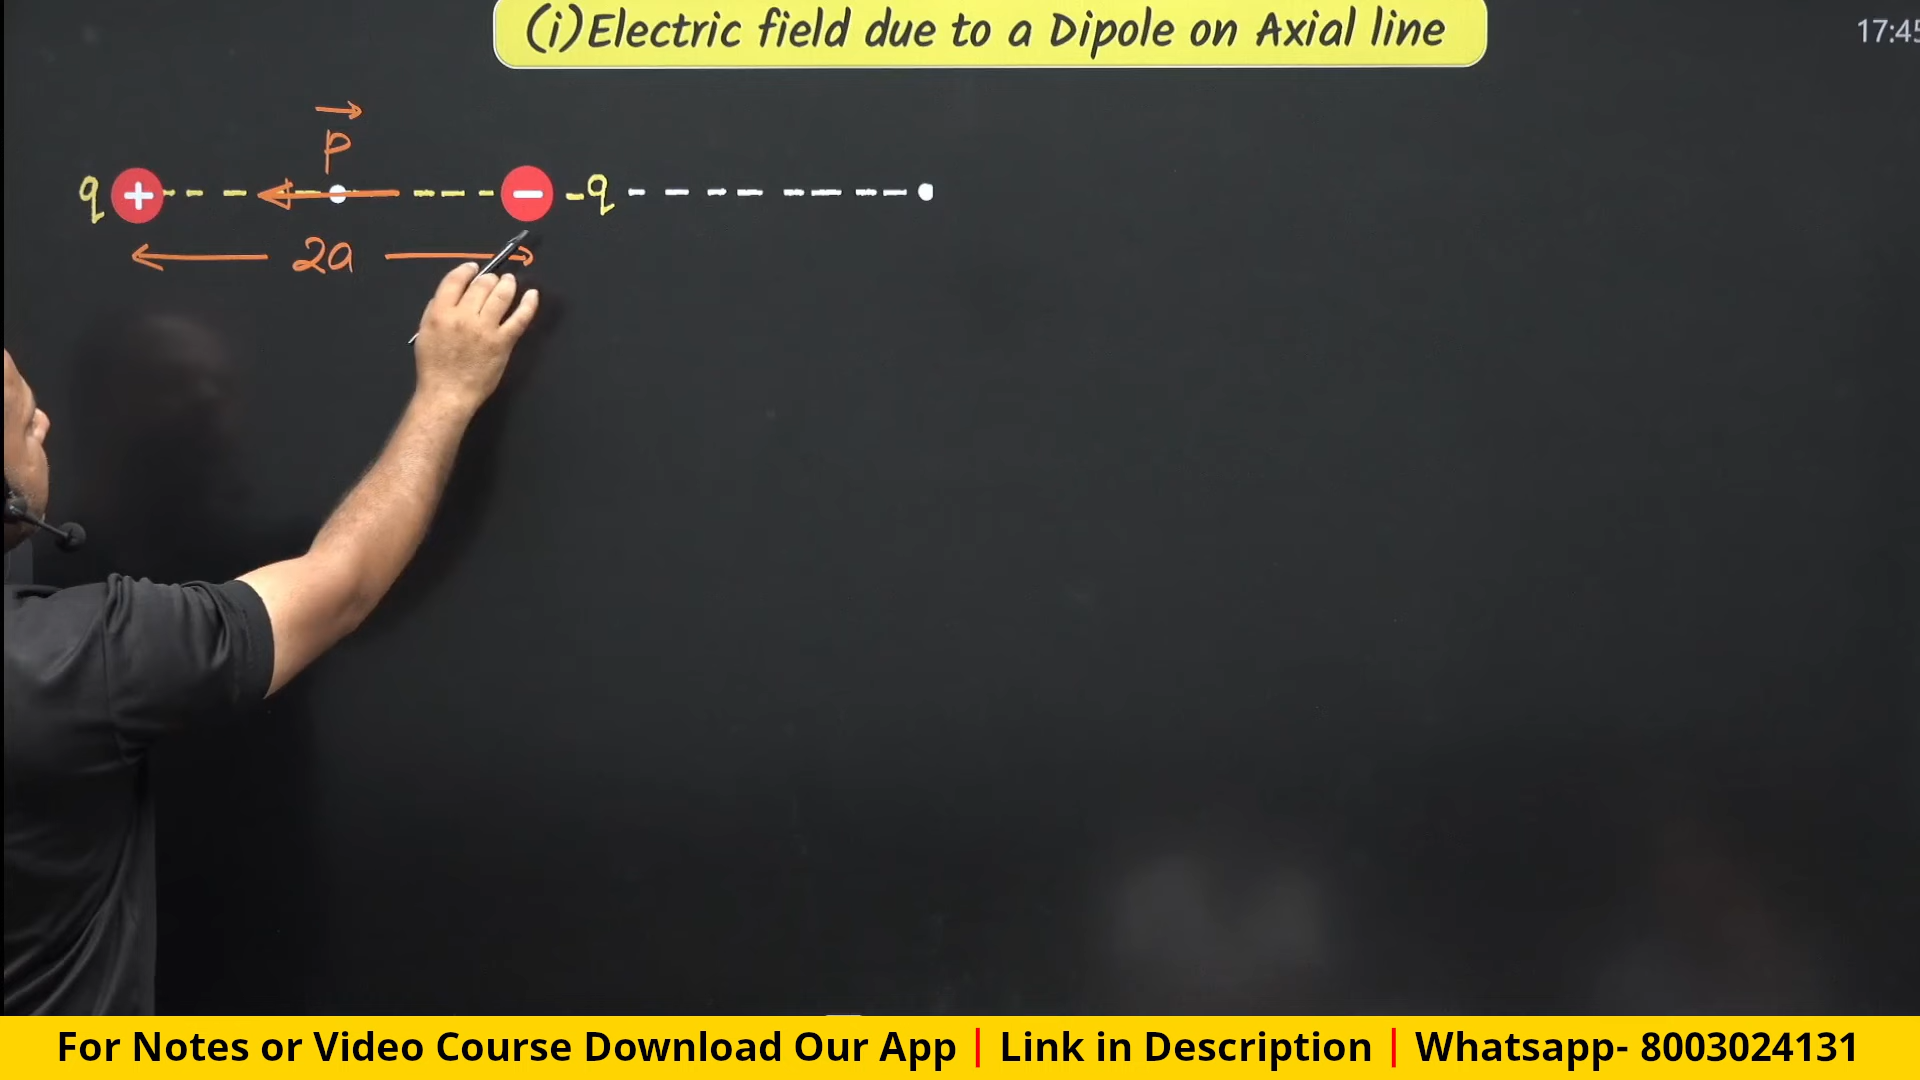 (i) Electric field due to a Dipole on Axial line
17:45
p
q + - -q
2a
For Notes or Video Course Download Our App | Link in Description | Whatsapp- 8003024131